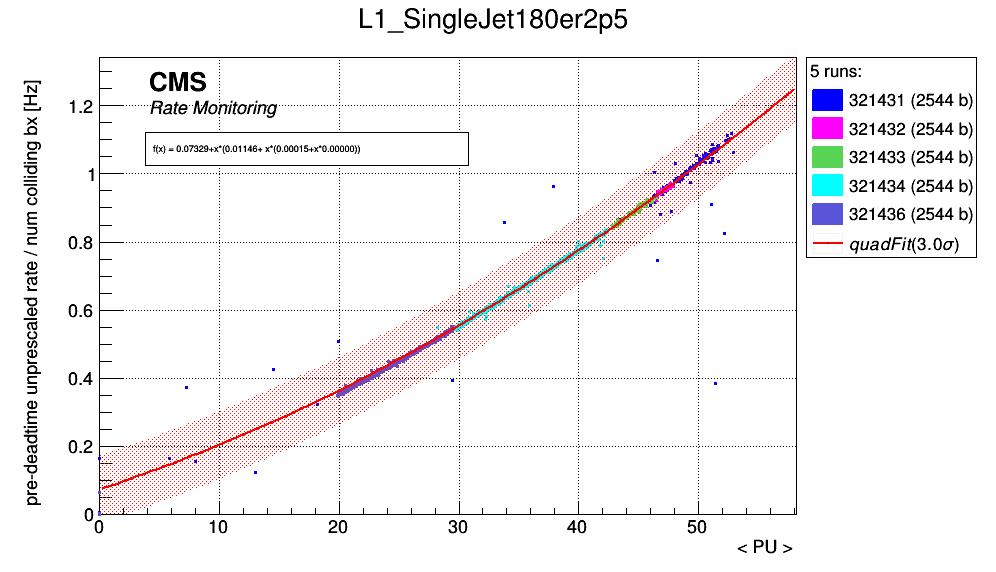 L1_SingleJet180er2p5
pre-deadtime unprescaled rate / num colliding bx [Hz]
CMS
Rate Monitoring
f(x) = 0.07329+x*(0.01146+ x*(0.00015+x*0.00000))
1.2
1
0.8
0.6
0.4
0.2
0
0 10 20 30 40 50
< PU >
5 runs:
321431 (2544 b)
321432 (2544 b)
321433 (2544 b)
321434 (2544 b)
321436 (2544 b)
quadFit(3.0σ)